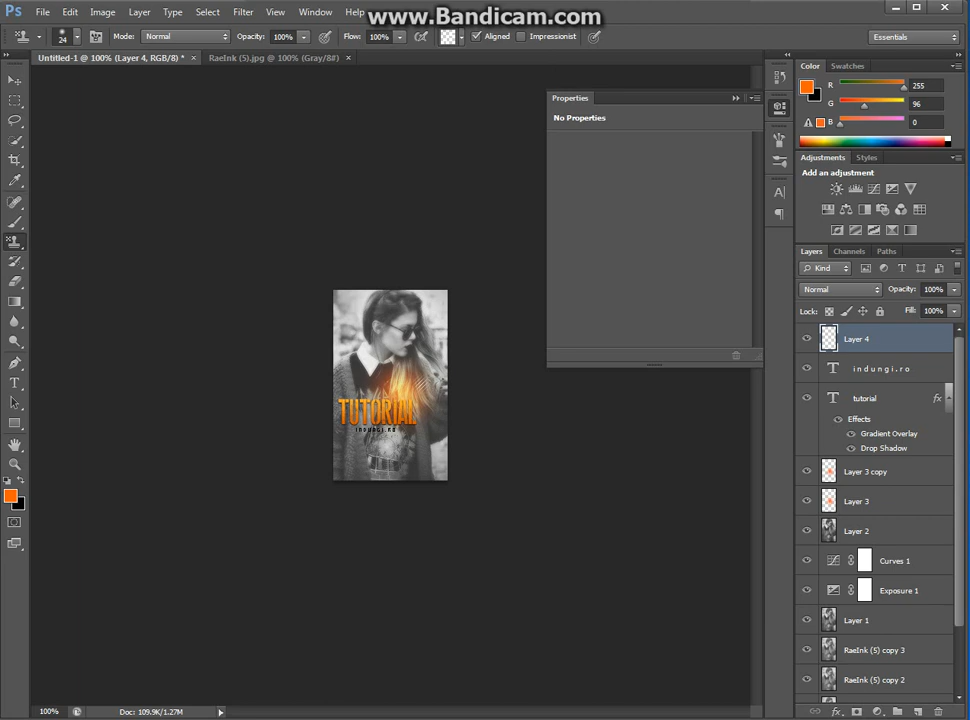 www.Bandicam.com
Ps File Edit Image Layer Type Select Filter View Window Help
24 Mode: Normal Opacity: 100% Flow: 100% Aligned Impressionist Essentials
Untitled-1 @ 100% (Layer 4, RGB/8) * × RaeInk (5).jpg @ 100% (Gray/8#) ×
Properties
No Properties
TUTORIAL
indungi.ro
Color Swatches
R 255
G 96
B 0
Adjustments Styles
Add an adjustment
Layers Channels Paths
Kind
Normal Opacity: 100%
Lock: Fill: 100%
Layer 4
indungi.ro
tutorial fx
Effects
Gradient Overlay
Drop Shadow
Layer 3 copy
Layer 3
Layer 2
Curves 1
Exposure 1
Layer 1
RaeInk (5) copy 3
RaeInk (5) copy 2
100% Doc: 109.9K/1.27M